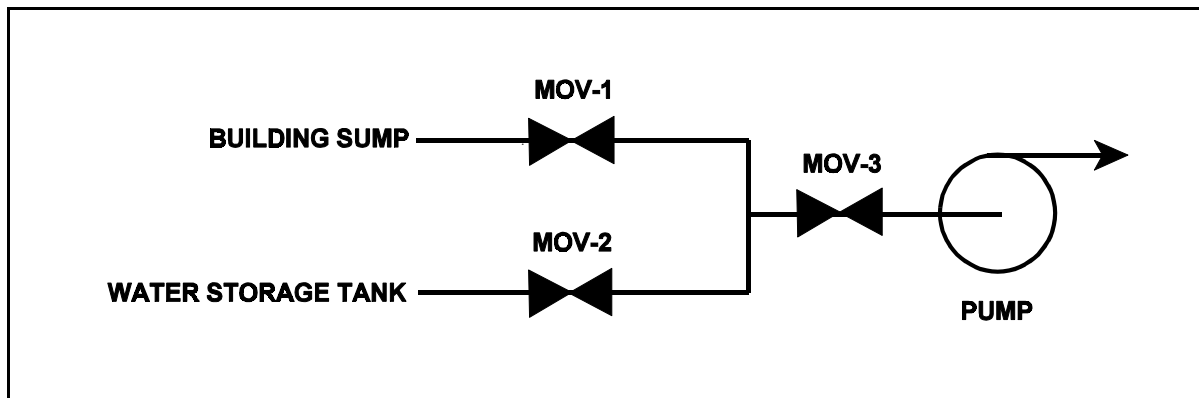 MOV-1
BUILDING SUMP
MOV-3
MOV-2
WATER STORAGE TANK
PUMP